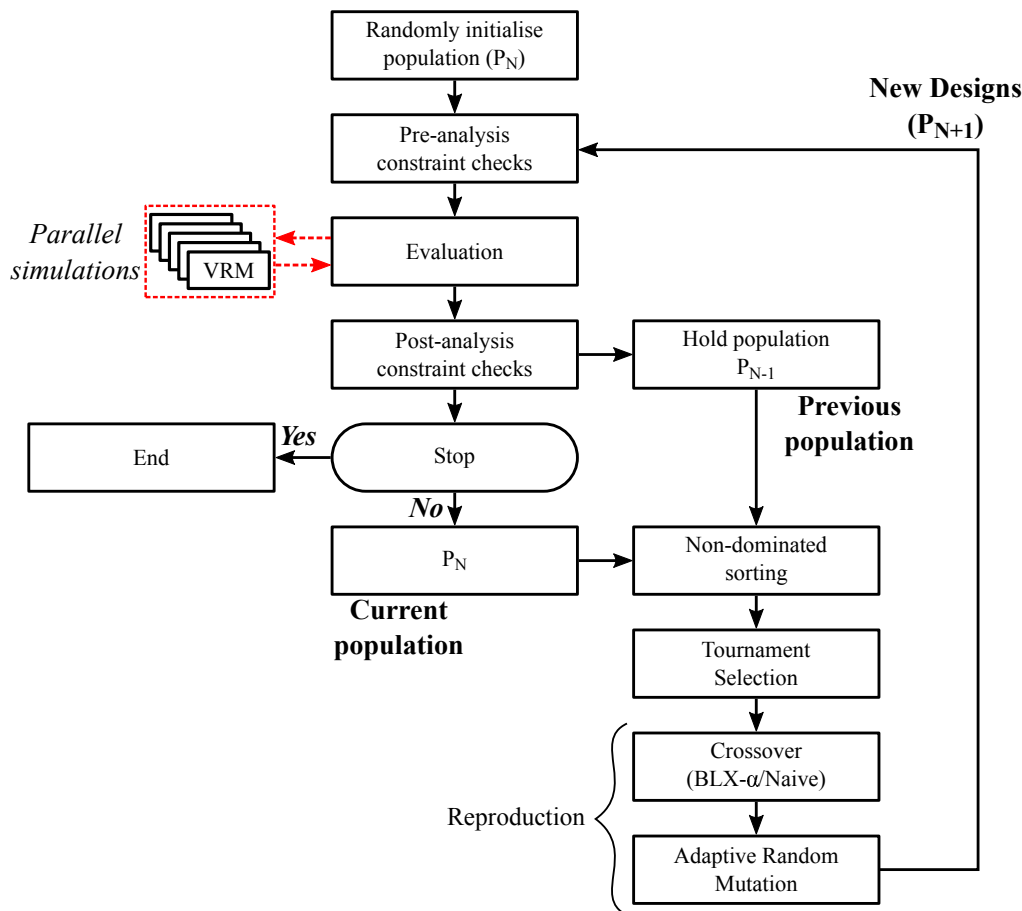 Randomly initialise
population (P_N)
New Designs
(P_{N+1})
Pre-analysis
constraint checks
Parallel
simulations
VRM
Evaluation
Post-analysis
constraint checks
Hold population
P_{N-1}
Previous
population
End
Yes
Stop
No
P_N
Current
population
Non-dominated
sorting
Tournament
Selection
Reproduction
Crossover
(BLX-α/Naive)
Adaptive Random
Mutation